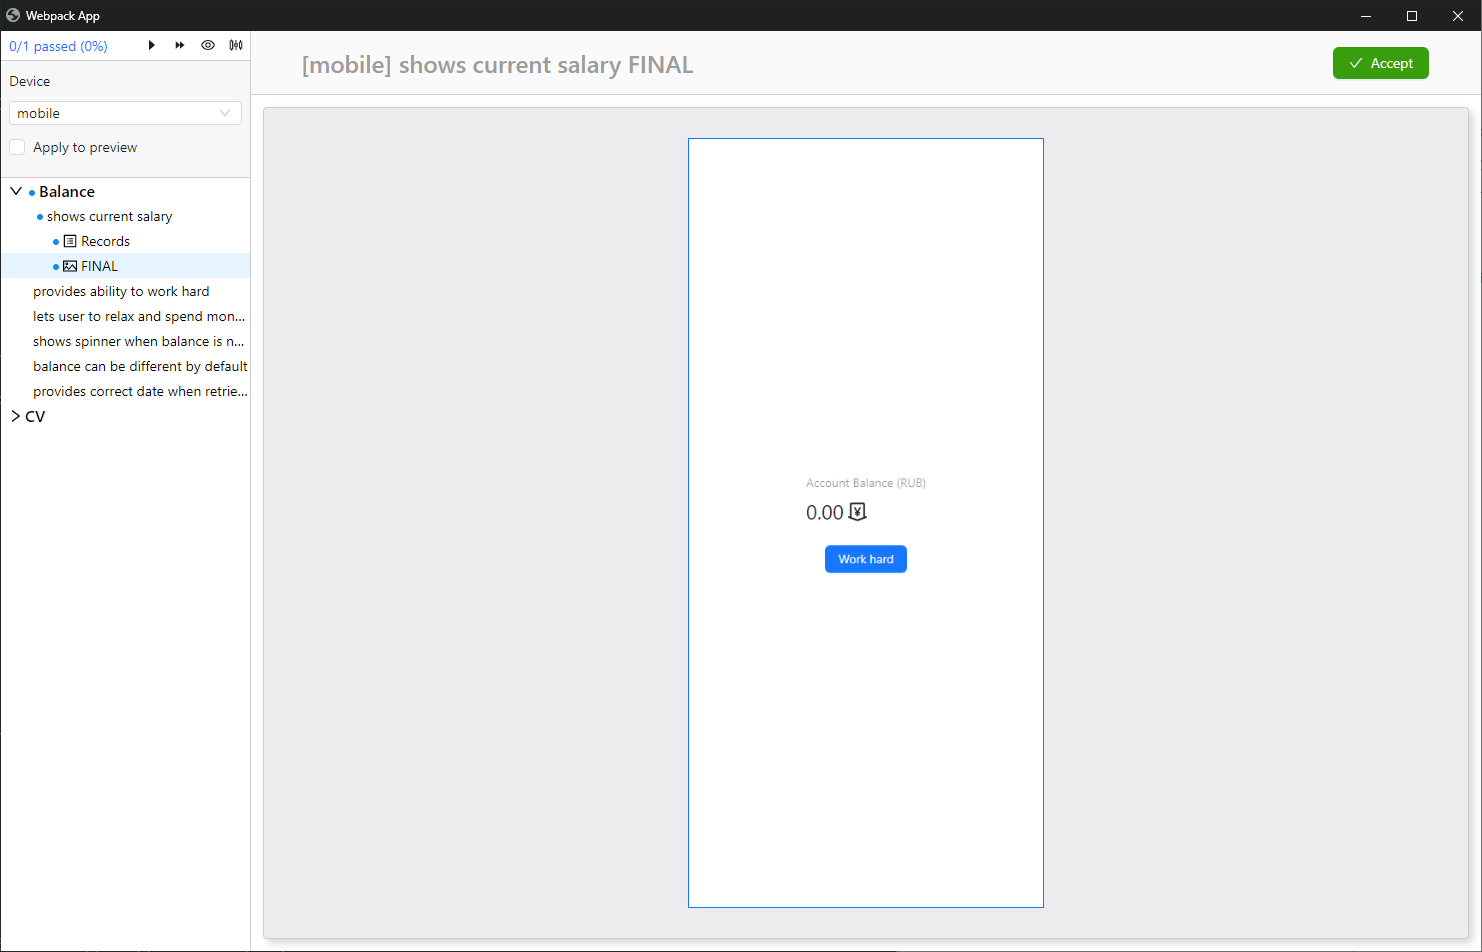 Webpack App
0/1 passed (0%)
Device
mobile
Apply to preview
Balance
shows current salary
Records
FINAL
provides ability to work hard
lets user to relax and spend mon...
shows spinner when balance is n...
balance can be different by default
provides correct date when retrie...
CV
[mobile] shows current salary FINAL
Accept
Account Balance (RUB)
0.00
Work hard